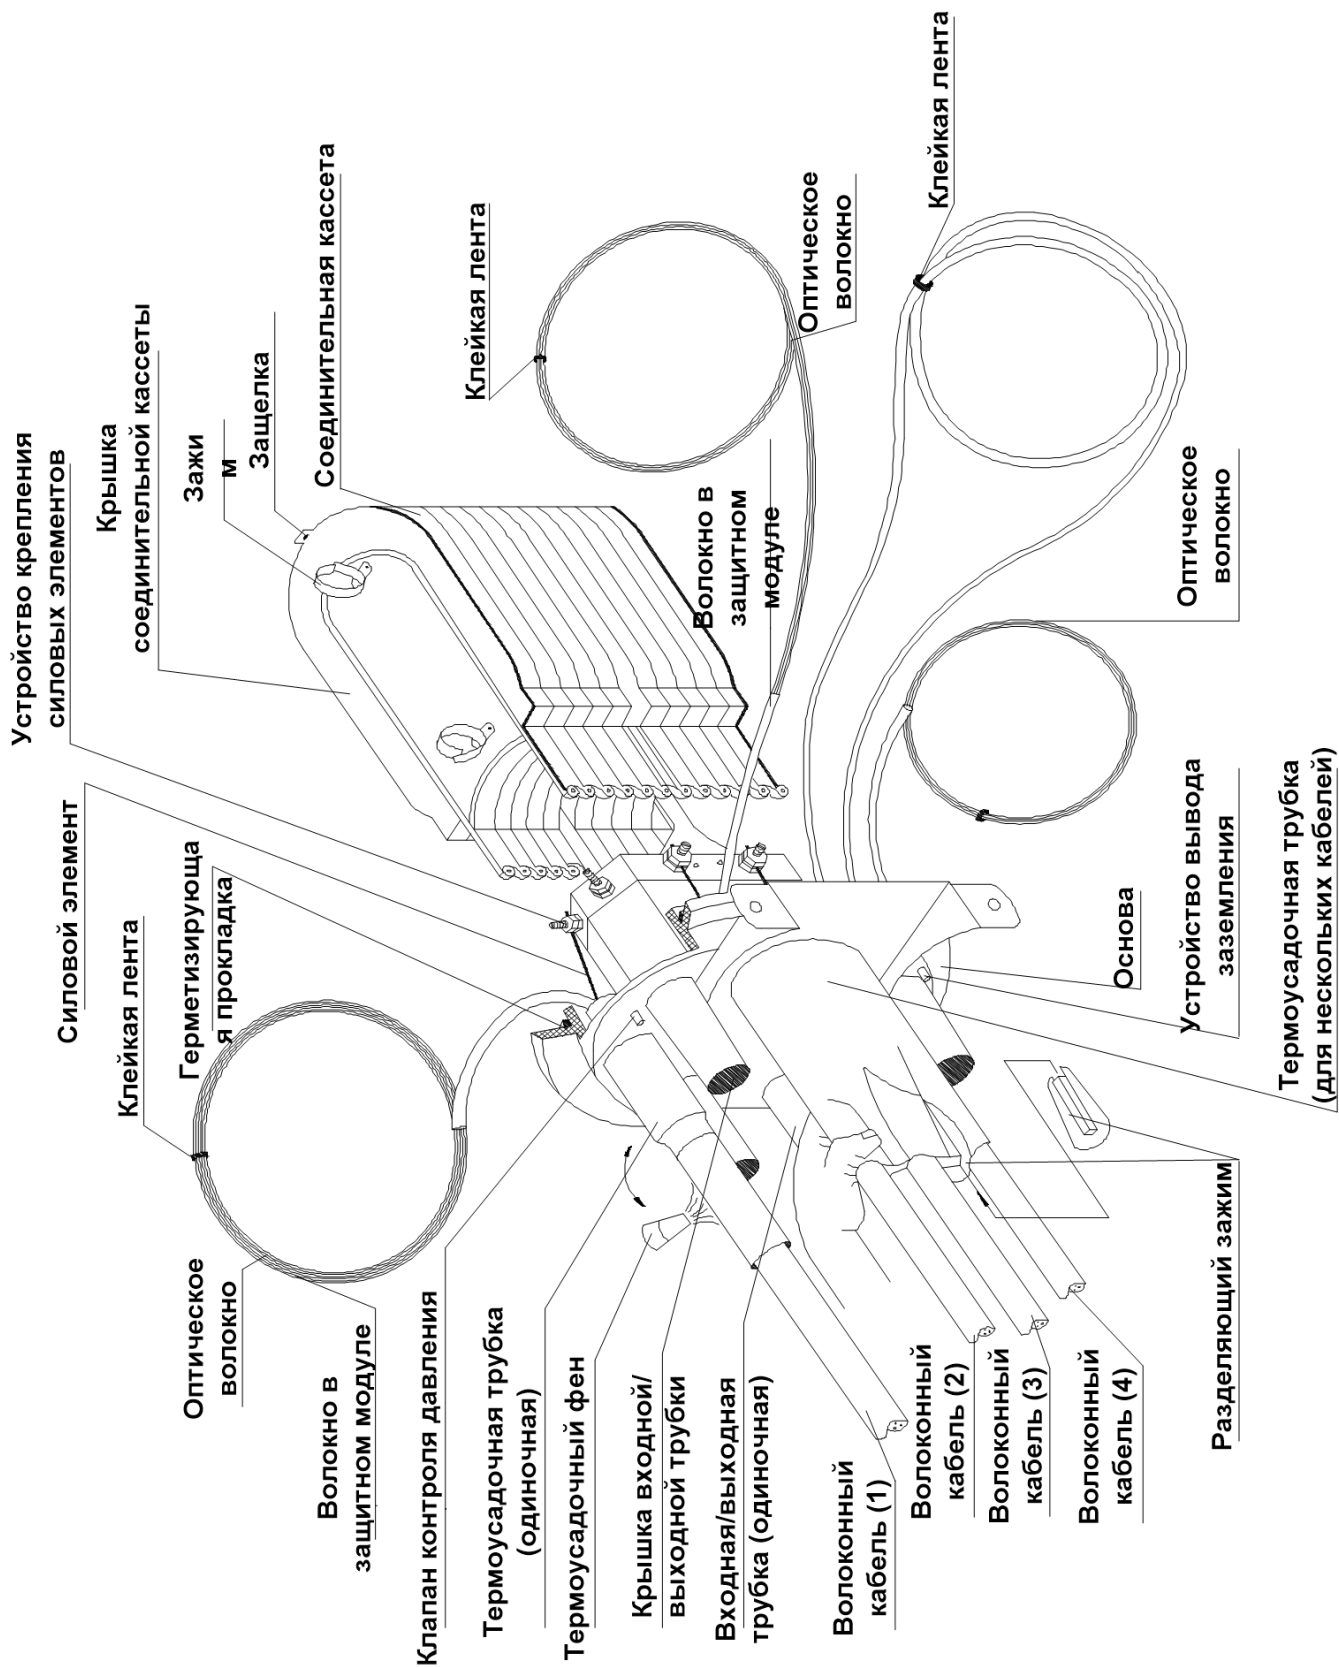 Устройство крепления
силовых элементов
Силовой элемент
Герметизирующа
я прокладка
Клейкая лента
Крышка
соединительной кассеты
Зажи
м
Защелка
Соединительная кассета
Клейкая лента
Оптическое
волокно
Клейкая лента
Волокно в
защитном
модуле
Оптическое
волокно
Оптическое
волокно
Волокно в
защитном модуле
Клапан контроля давления
Термоусадочная трубка
(одиночная)
Термоусадочный фен
Крышка входной/
выходной трубки
Входная/выходная
трубка (одиночная)
Волоконный
кабель (1)
Волоконный
кабель (2)
Волоконный
кабель (3)
Волоконный
кабель (4)
Разделяющий зажим
Основа
Устройство вывода
заземления
Термоусадочная трубка
(для нескольких кабелей)